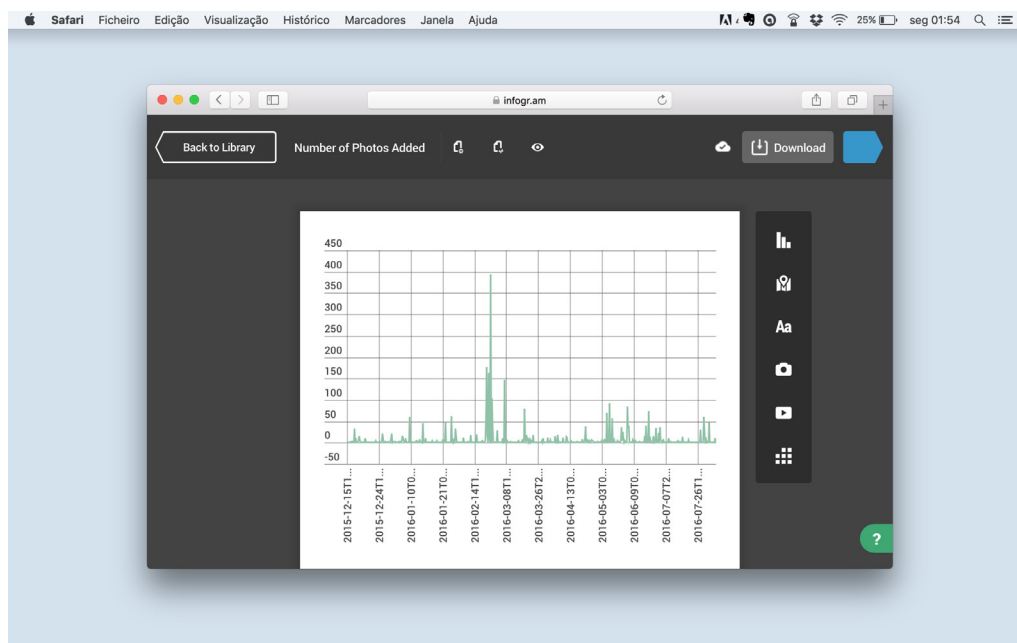 Safari Ficheiro Edição Visualização Histórico Marcadores Janela Ajuda 25% seg 01:54
infogr.am
Back to Library Number of Photos Added Download
450
400
350
300
250
200
150
100
50
0
-50
Aa
2015-12-15T1...
2015-12-24T1...
2016-01-10T0...
2016-01-21T0...
2016-02-14T1...
2016-03-08T1...
2016-03-26T2...
2016-04-13T0...
2016-05-03T0...
2016-06-09T0...
2016-07-07T2...
2016-07-26T1...
?